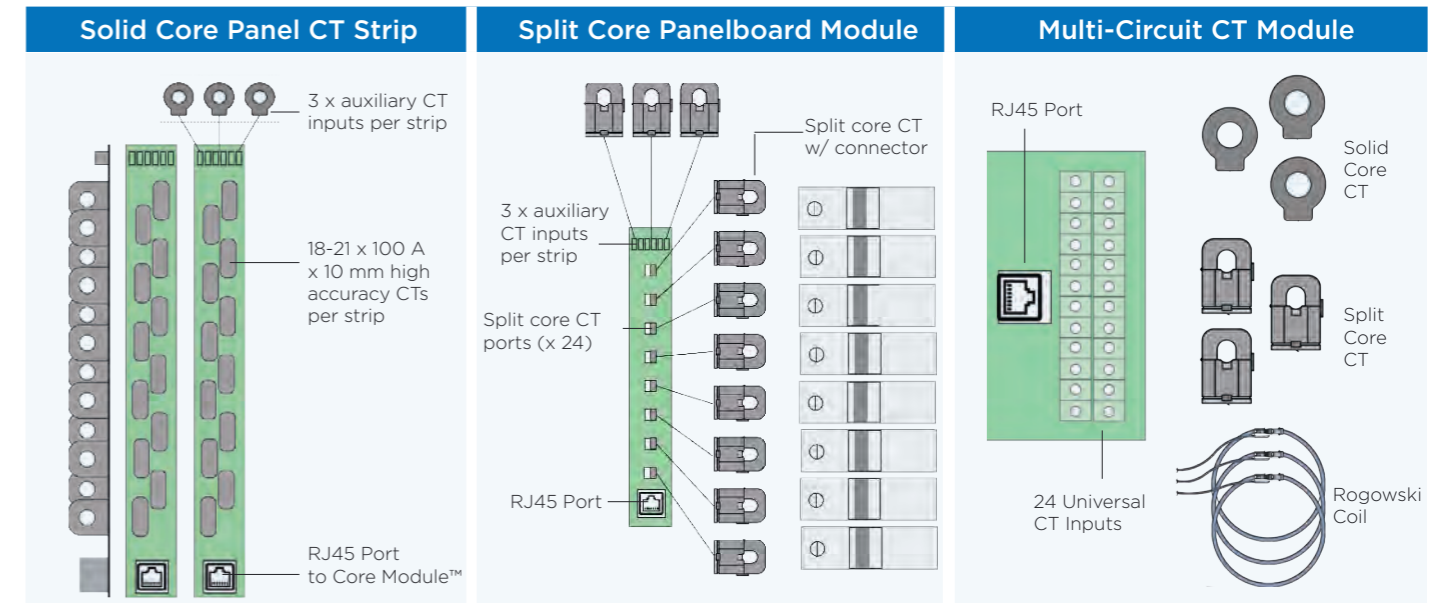 Solid Core Panel CT Strip
3 x auxiliary CT
inputs per strip
18-21 x 100 A
x 10 mm high
accuracy CTs
per strip
RJ45 Port
to Core Module™
Split Core Panelboard Module
Split core CT
w/ connector
3 x auxiliary
CT inputs
per strip
Split core CT
ports (x 24)
RJ45 Port
Multi-Circuit CT Module
RJ45 Port
Solid
Core
CT
Split
Core
CT
24 Universal
CT Inputs
Rogowski
Coil